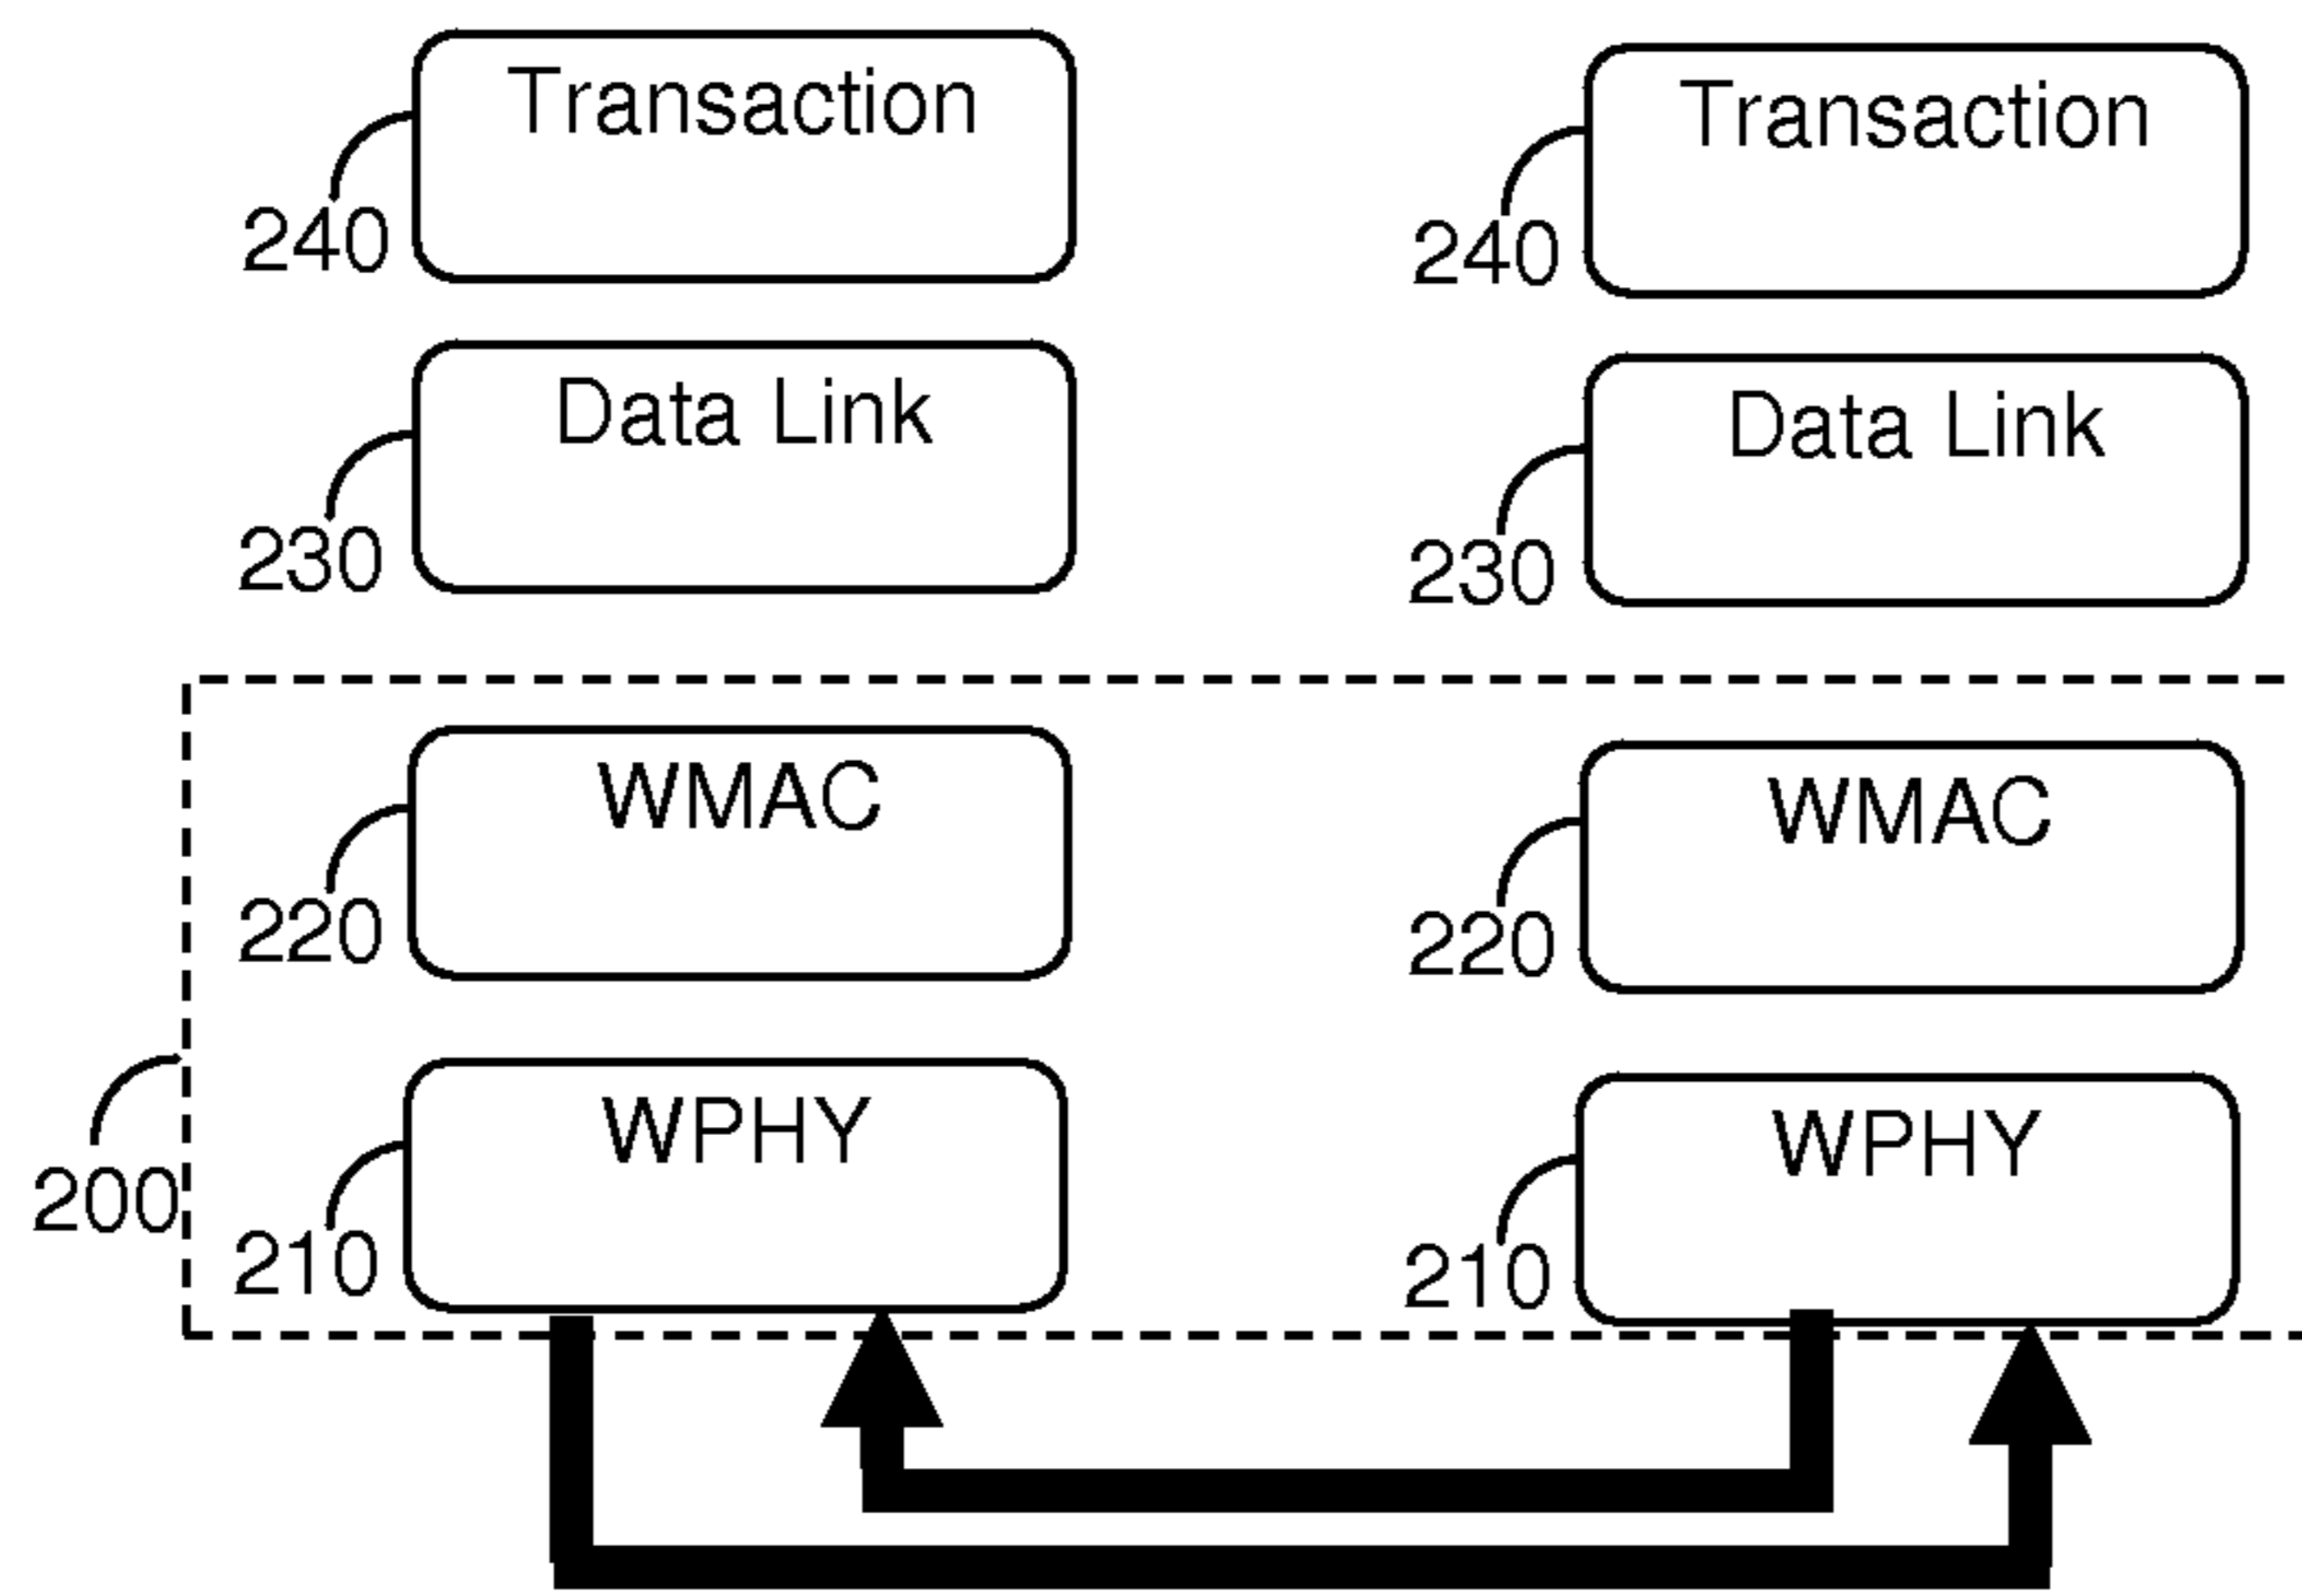 Transaction
Transaction
240
240
Data Link
Data Link
230
230
WMAC
WMAC
220
220
WPHY
WPHY
200
210
210